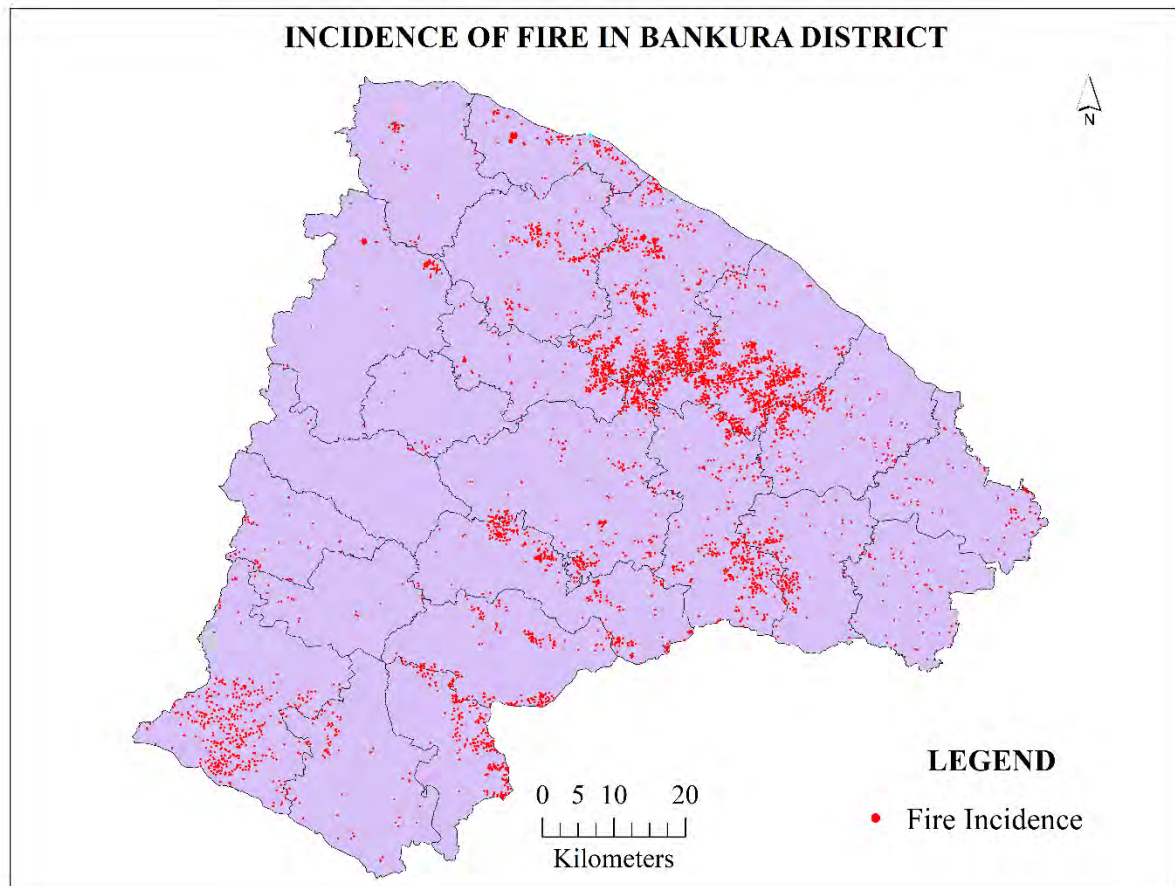 INCIDENCE OF FIRE IN BANKURA DISTRICT
N
LEGEND
0 5 10 20
Fire Incidence
Kilometers